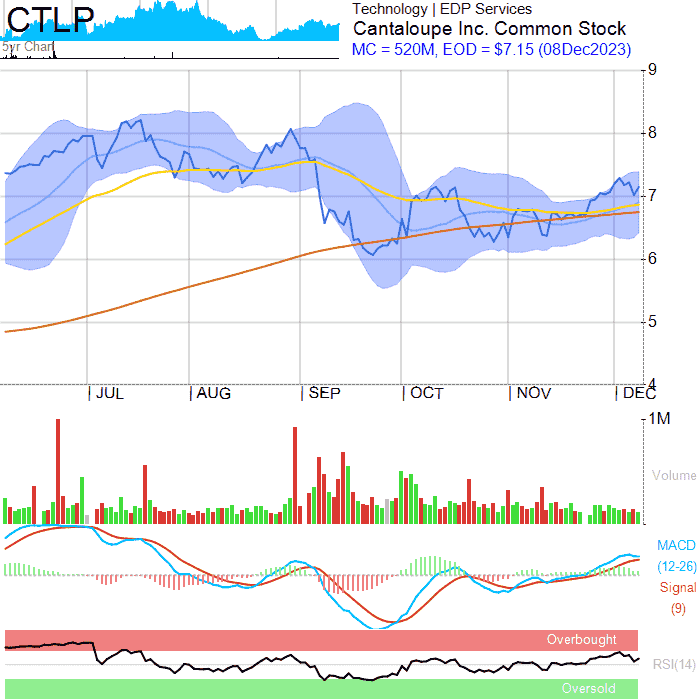 CTLP
5yr Chart
Technology | EDP Services
Cantaloupe Inc. Common Stock
MC = 520M, EOD = $7.15 (08Dec2023)
9
8
7
6
5
4
JUL AUG SEP OCT NOV DEC
1M
Volume
MACD
(12-26)
Signal
(9)
Overbought
RSI(14)
Oversold